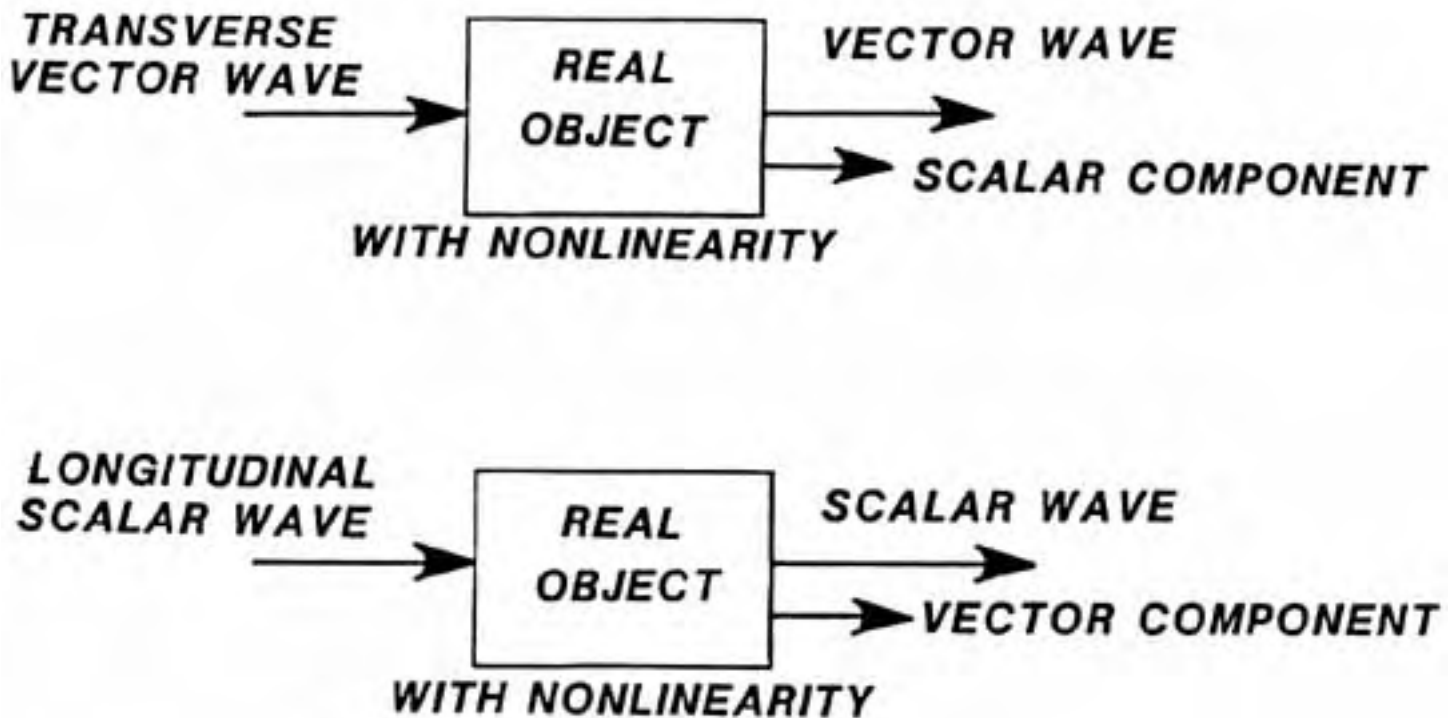 TRANSVERSE
VECTOR WAVE
REAL
OBJECT
VECTOR WAVE
SCALAR COMPONENT
WITH NONLINEARITY
LONGITUDINAL
SCALAR WAVE
REAL
OBJECT
SCALAR WAVE
VECTOR COMPONENT
WITH NONLINEARITY